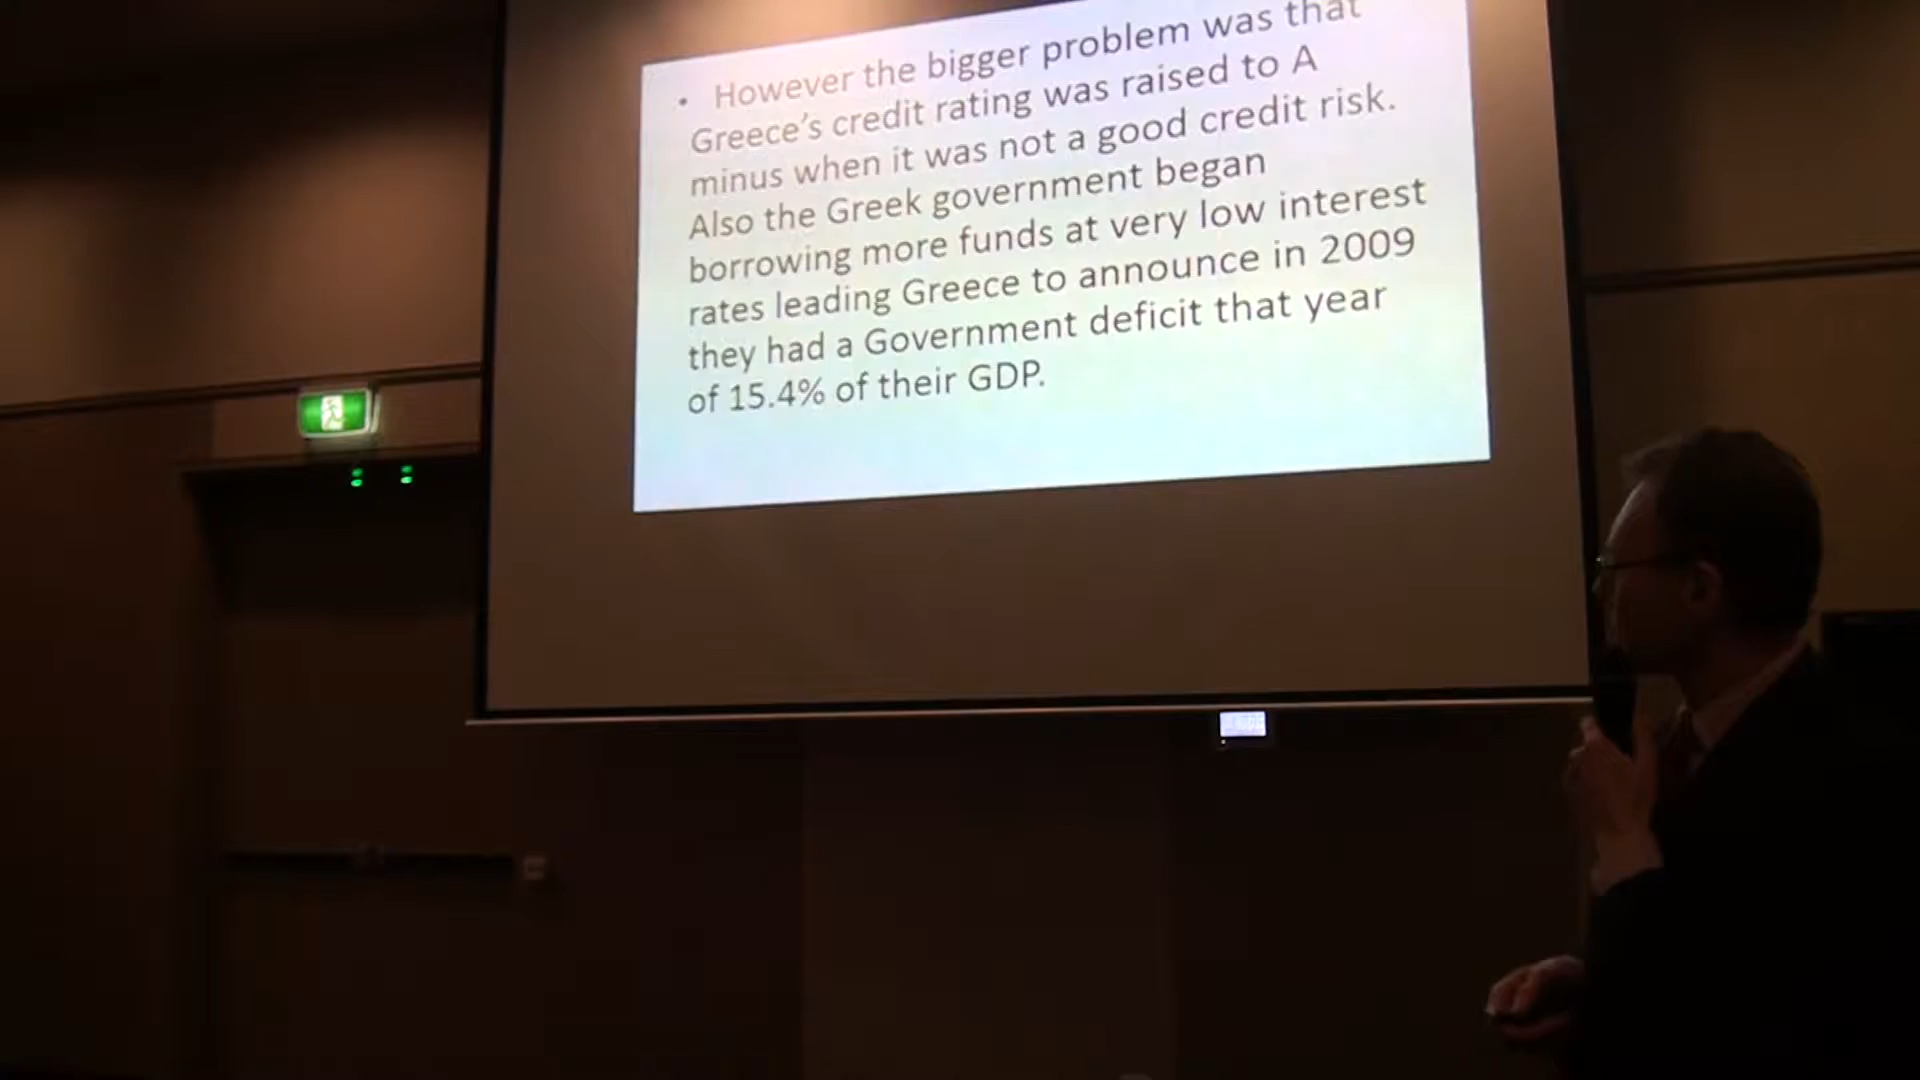 • However the bigger problem was that
Greece's credit rating was raised to A
minus when it was not a good credit risk.
Also the Greek government began
borrowing more funds at very low interest
rates leading Greece to announce in 2009
they had a Government deficit that year
of 15.4% of their GDP.